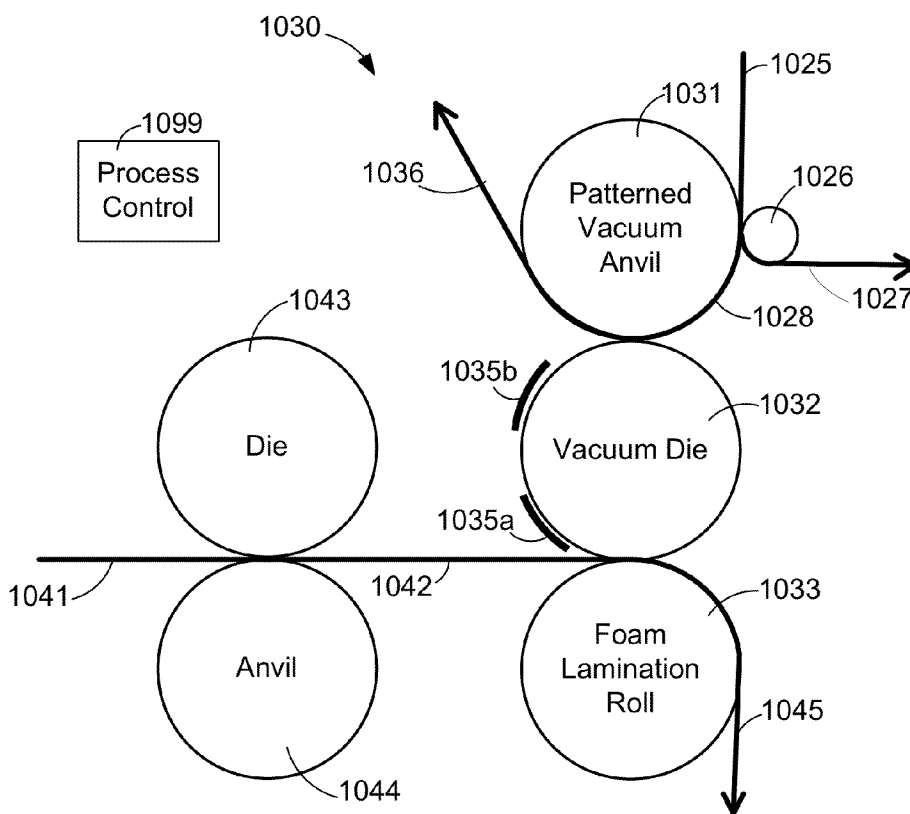 1030
1025
1031
1099
Process
Control
1026
1036
Patterned
Vacuum
Anvil
1027
1028
1043
1035b
1032
Die
Vacuum Die
1035a
1041
1042
1033
Foam
Lamination
Roll
Anvil
1045
1044